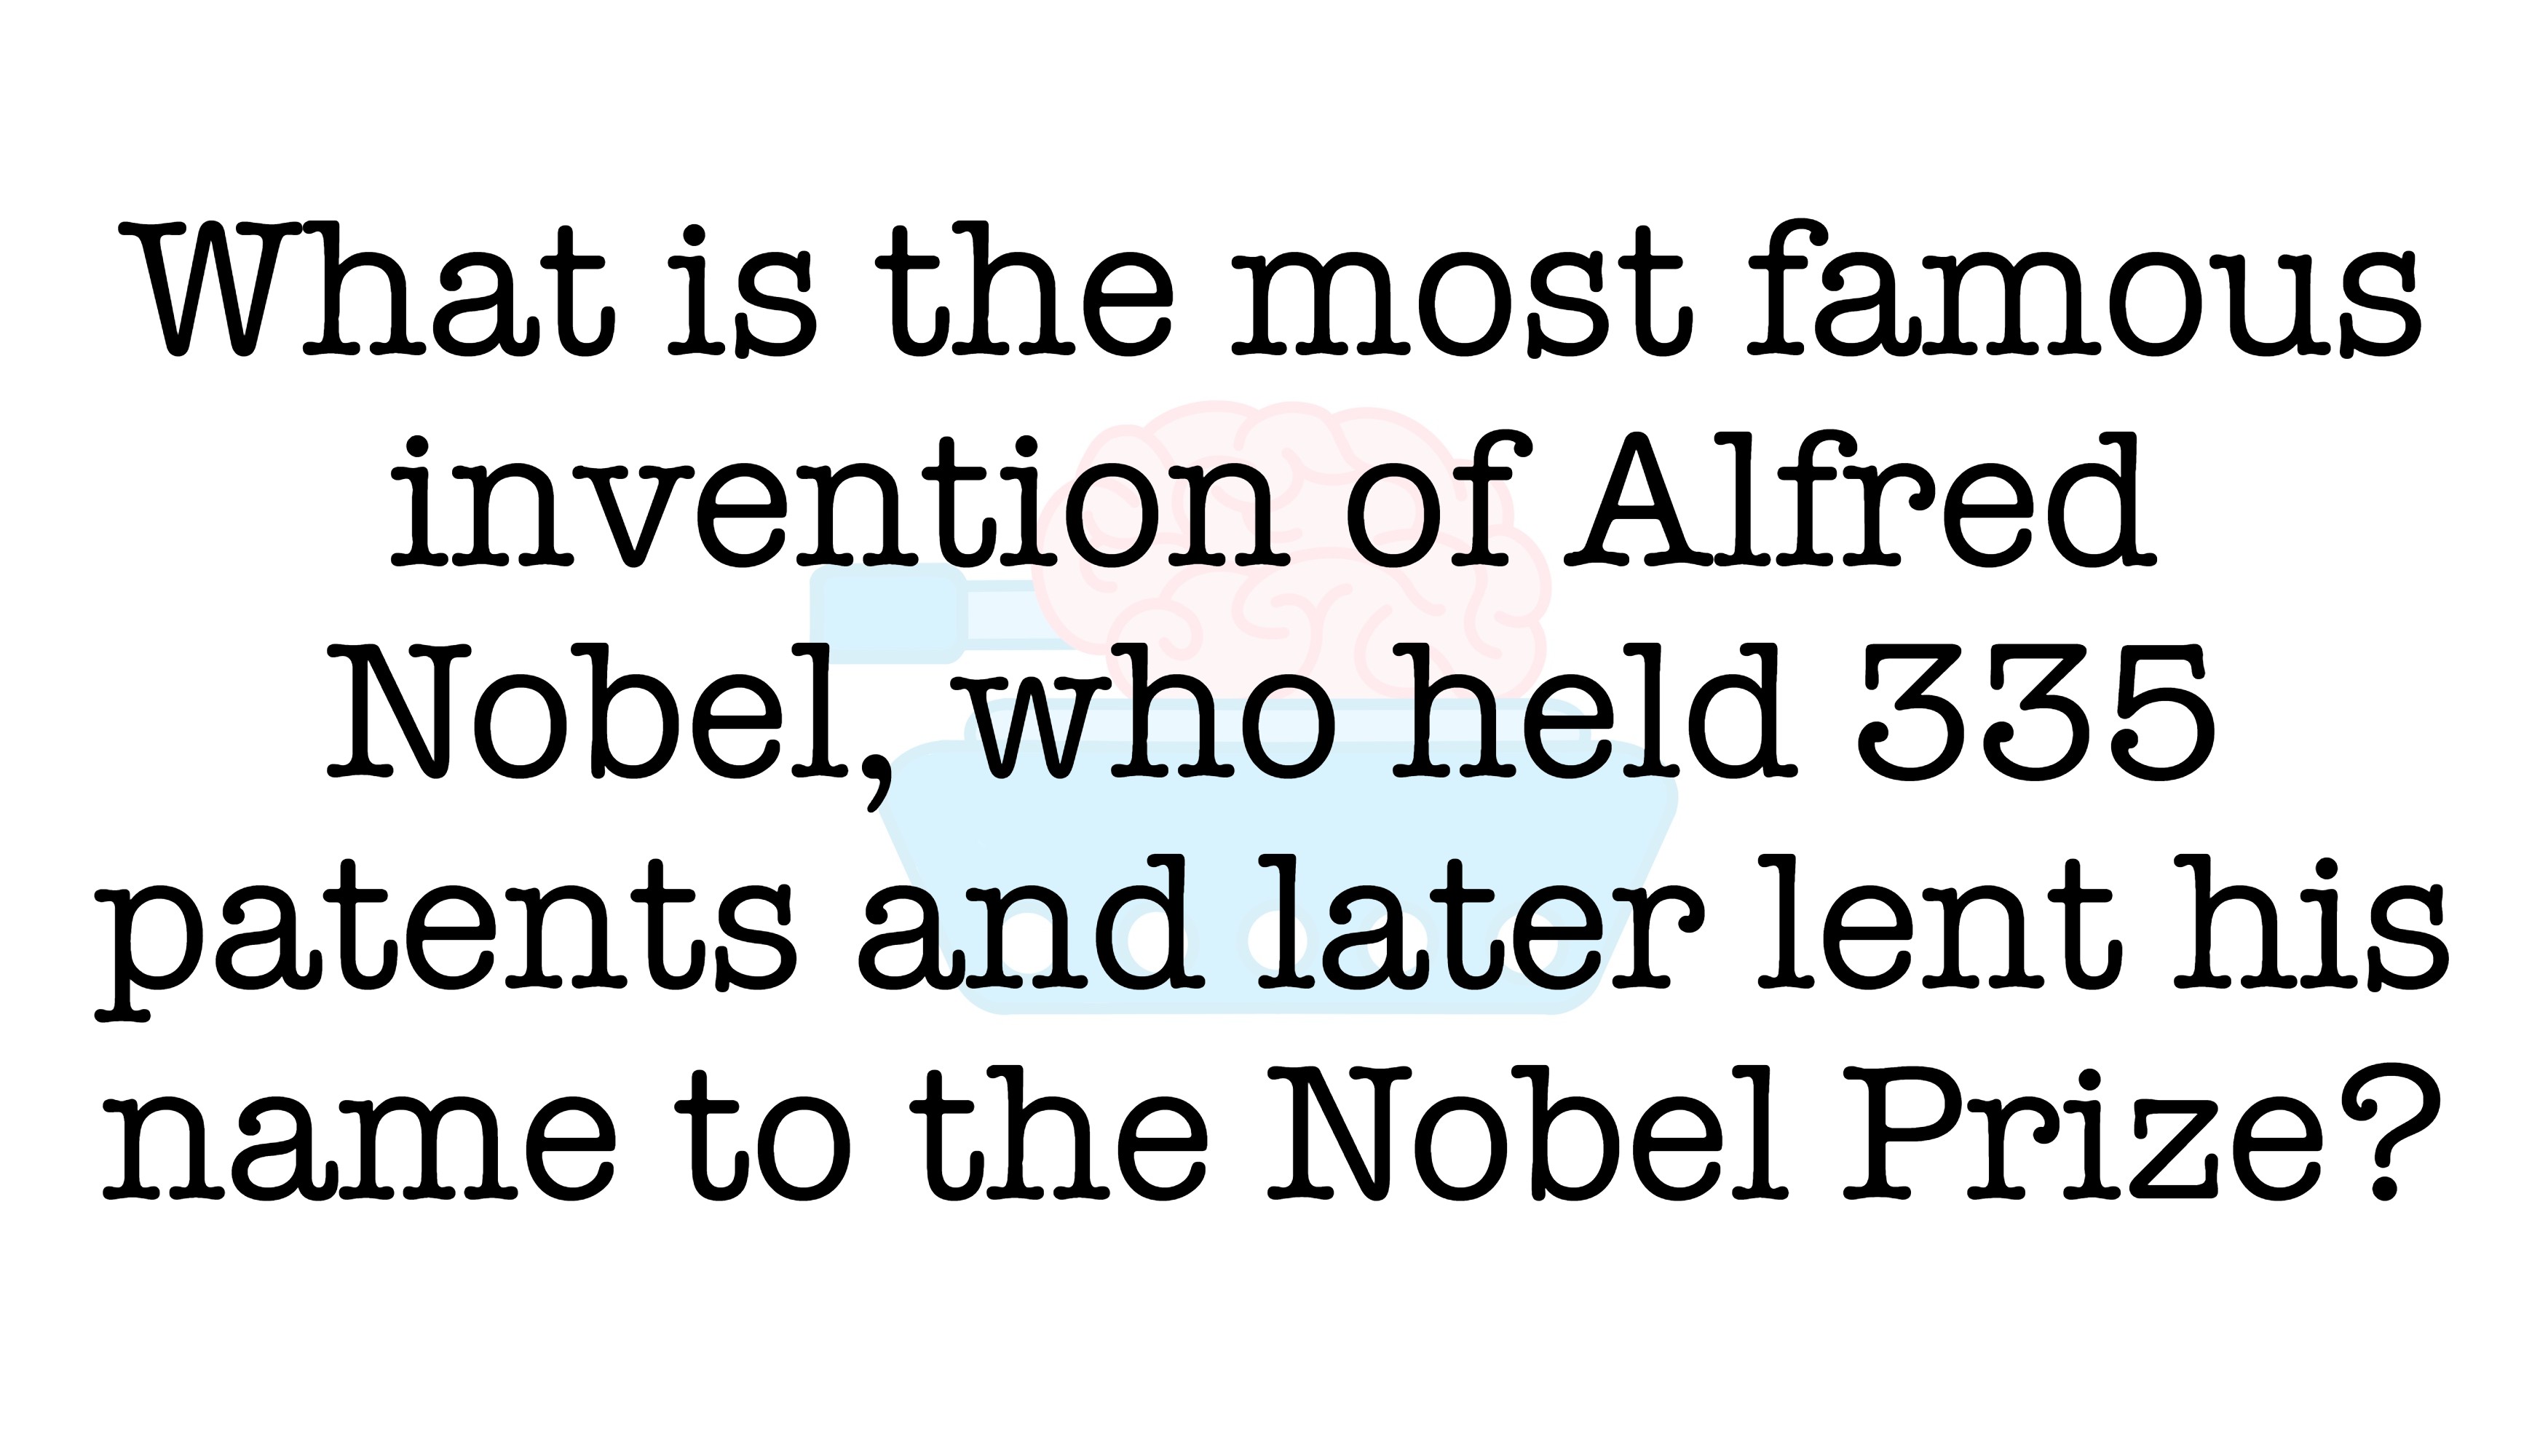 What is the most famous
invention of Alfred
Nobel, who held 335
patents and later lent his
name to the Nobel Prize?